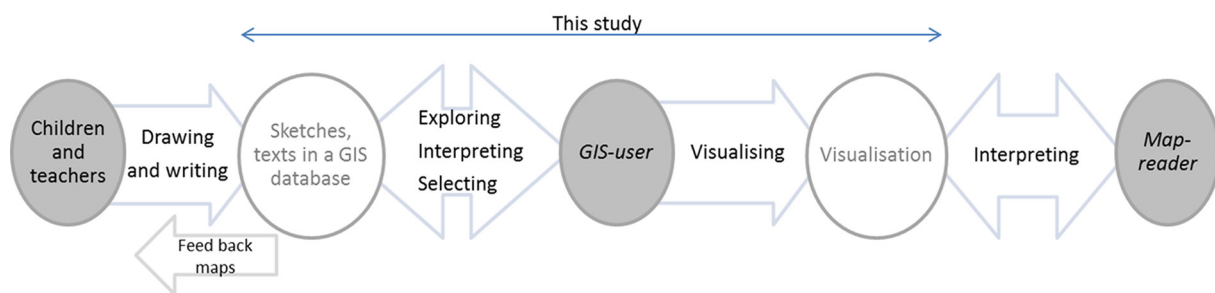 This study
Children
and
teachers
Drawing
and writing
Sketches,
texts in a GIS
database
Exploring
Interpreting
Selecting
GIS-user
Visualising
Visualisation
Interpreting
Map-
reader
Feed back
maps